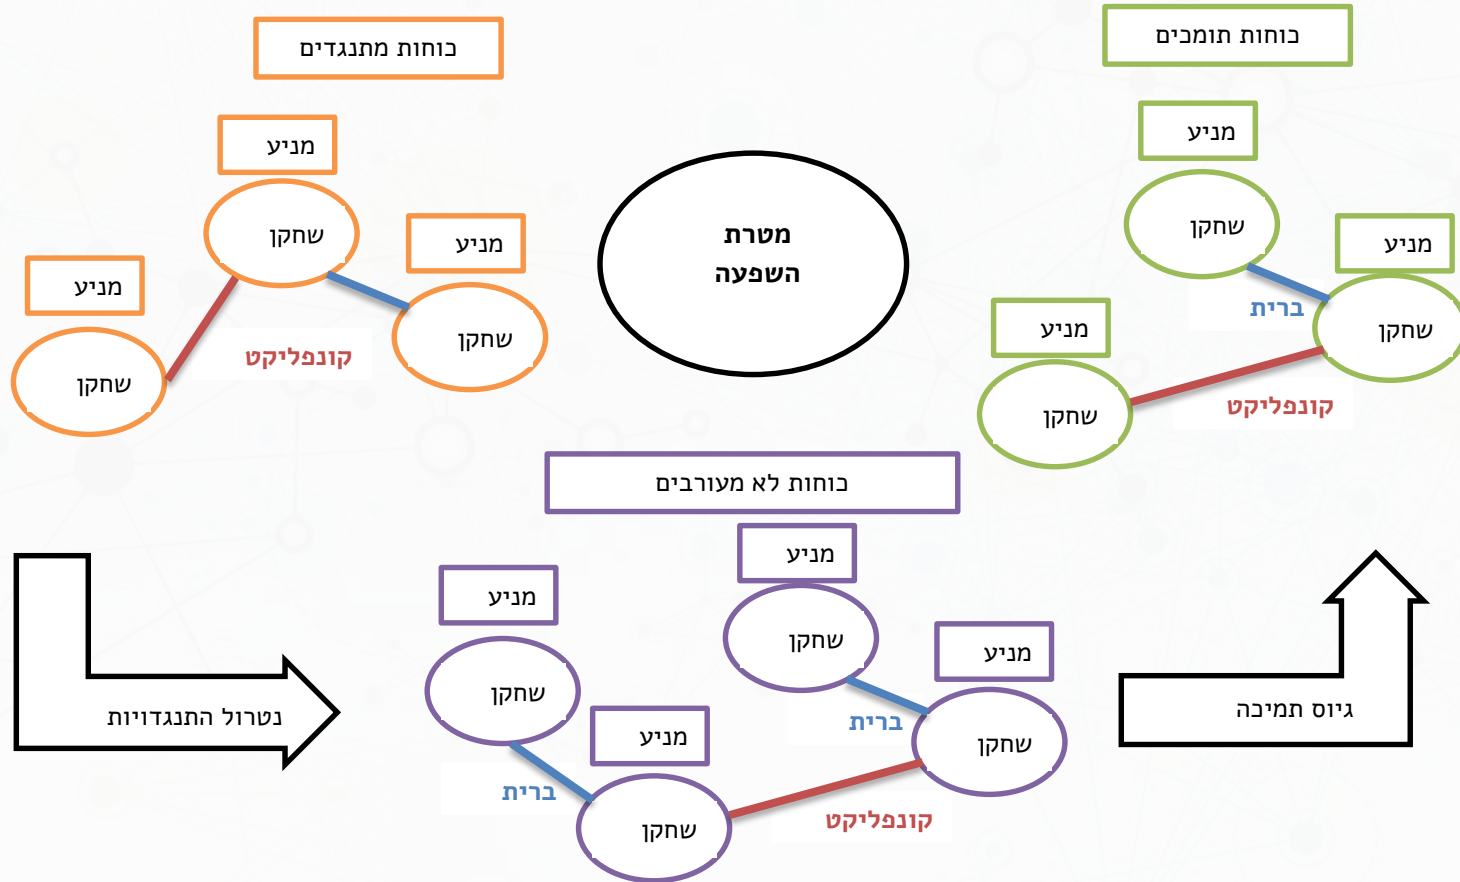 כוחות תומכים
כוחות מתנגדים
מניע
שחקן
מניע
שחקן
ברית
מניע
שחקן
קונפליקט
מטרת
השפעה
מניע
שחקן
מניע
שחקן
מניע
שחקן
קונפליקט
כוחות לא מעורבים
מניע
שחקן
מניע
שחקן
ברית
מניע
שחקן
מניע
שחקן
ברית
קונפליקט
גיוס תמיכה
נטרול התנגדויות